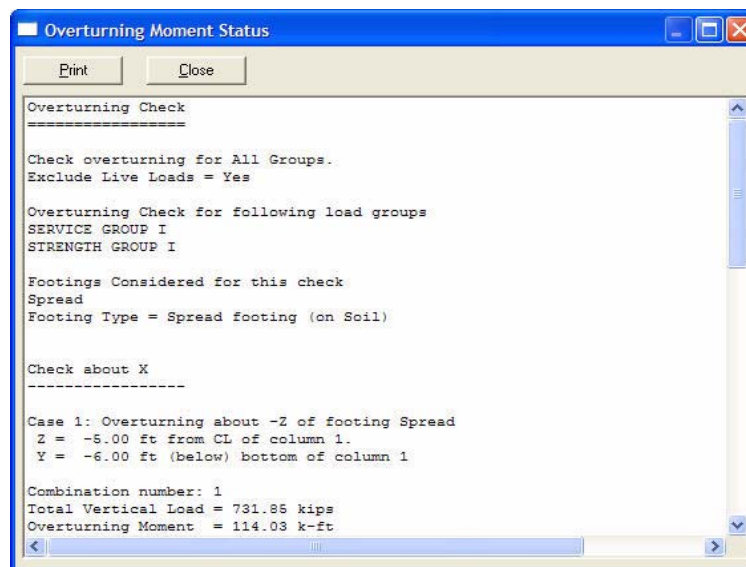 Overturning Moment Status
Print Close
Overturning Check
=================
Check overturning for All Groups.
Exclude Live Loads = Yes
Overturning Check for following load groups
SERVICE GROUP I
STRENGTH GROUP I
Footings Considered for this check
Spread
Footing Type = Spread footing (on Soil)
Check about X
-----------------
Case 1: Overturning about -Z of footing Spread
Z = -5.00 ft from CL of column 1.
Y = -6.00 ft (below) bottom of column 1
Combination number: 1
Total Vertical Load = 731.85 kips
Overturning Moment = 114.03 k-ft